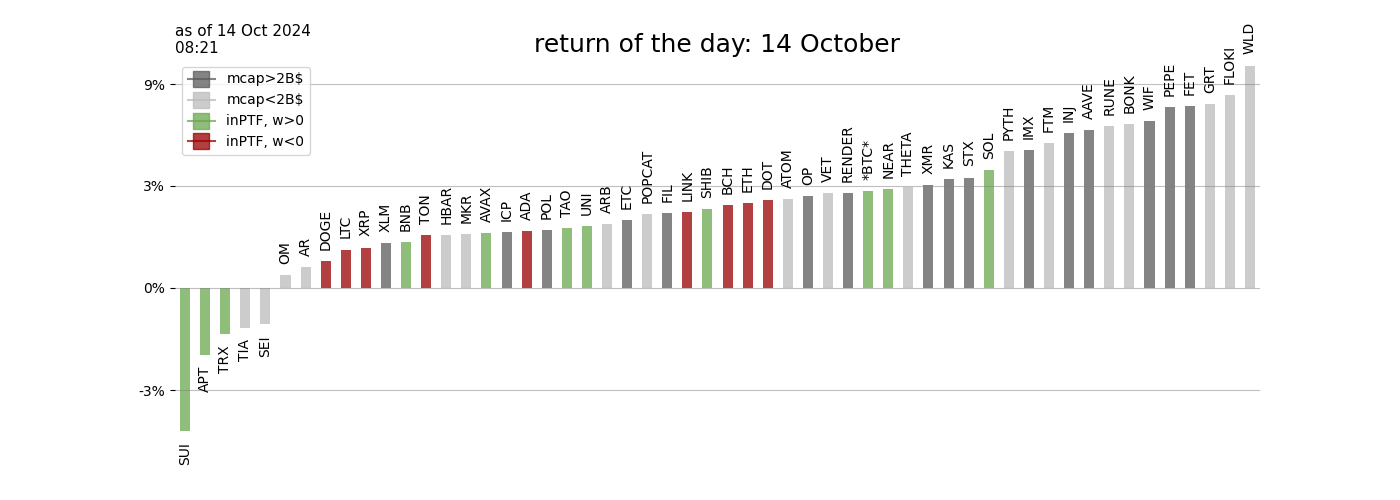 as of 14 Oct 2024
08:21
return of the day: 14 October
mcap>2B$
mcap<2B$
inPTF, w>0
inPTF, w<0
9%
3%
0%
-3%
SUI
APT
TRX
TIA
SEI
OM
AR
DOGE
LTC
XRP
XLM
BNB
TON
HBAR
MKR
AVAX
ICP
ADA
POL
TAO
UNI
ARB
ETC
POPCAT
FIL
LINK
SHIB
BCH
ETH
DOT
ATOM
OP
VET
RENDER
*BTC*
NEAR
THETA
XMR
KAS
STX
SOL
PYTH
IMX
FTM
INJ
AAVE
RUNE
BONK
WIF
PEPE
FET
GRT
FLOKI
WLD